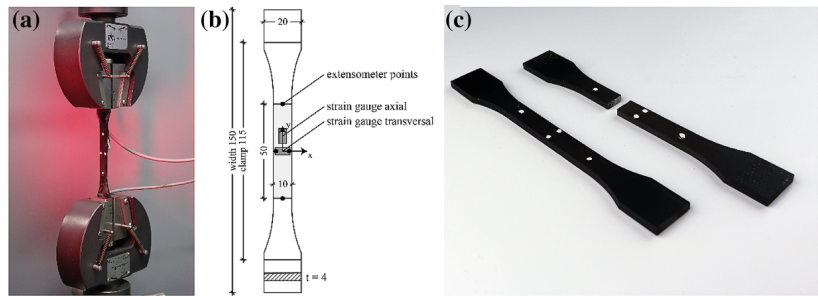 (a)
(b)
20
extensometer points
strain gauge axial
y
strain gauge transversal
x
width 150
clamp 115
50
10
t = 4
(c)